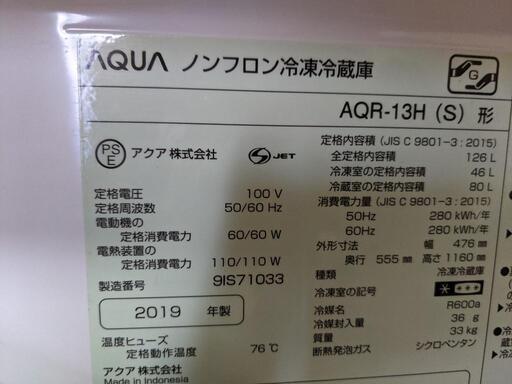 AQUA ノンフロン冷凍冷蔵庫
G
AQR-13H (S) 形
PS
E
アクア 株式会社
S JET
定格電圧 100 V
定格周波数 50/60 Hz
電動機の
定格消費電力 60/60 W
電熱装置の
定格消費電力 110/110 W
製造番号 9IS71033
2019 年製
温度ヒューズ
定格動作温度 76℃
アクア 株式会社
Made in Indonesia
定格内容積 (JIS C 9801-3 : 2015)
全定格内容積 126 L
冷凍室の定格内容積 46 L
冷蔵室の定格内容積 80 L
消費電力量 (JIS C 9801-3 : 2015)
50Hz 280 kWh/年
60Hz 280 kWh/年
外形寸法 幅 476 ㎜
奥行 555 ㎜ 高さ 1160 ㎜
種類 冷凍冷蔵庫
冷凍室の記号
冷媒名 R600a
冷媒封入量 36 g
質量 33 kg
断熱発泡ガス シクロペンタン